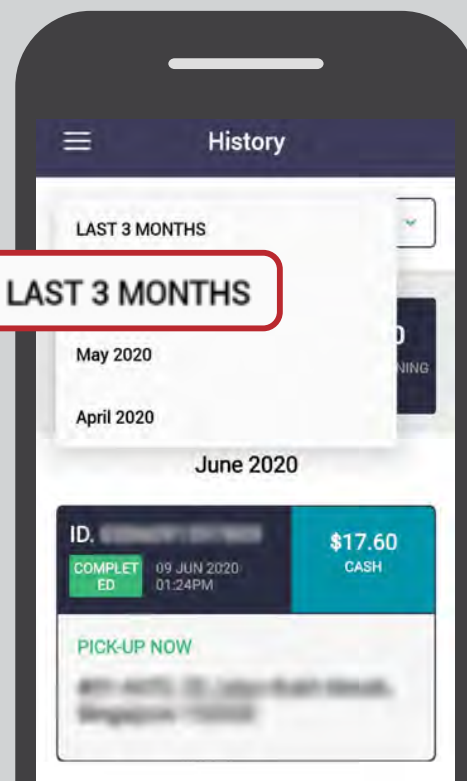 History
LAST 3 MONTHS
LAST 3 MONTHS
May 2020
April 2020
NING
June 2020
ID.
$17.60
COMPLET
ED
09 JUN 2020
01:24PM
CASH
PICK-UP NOW